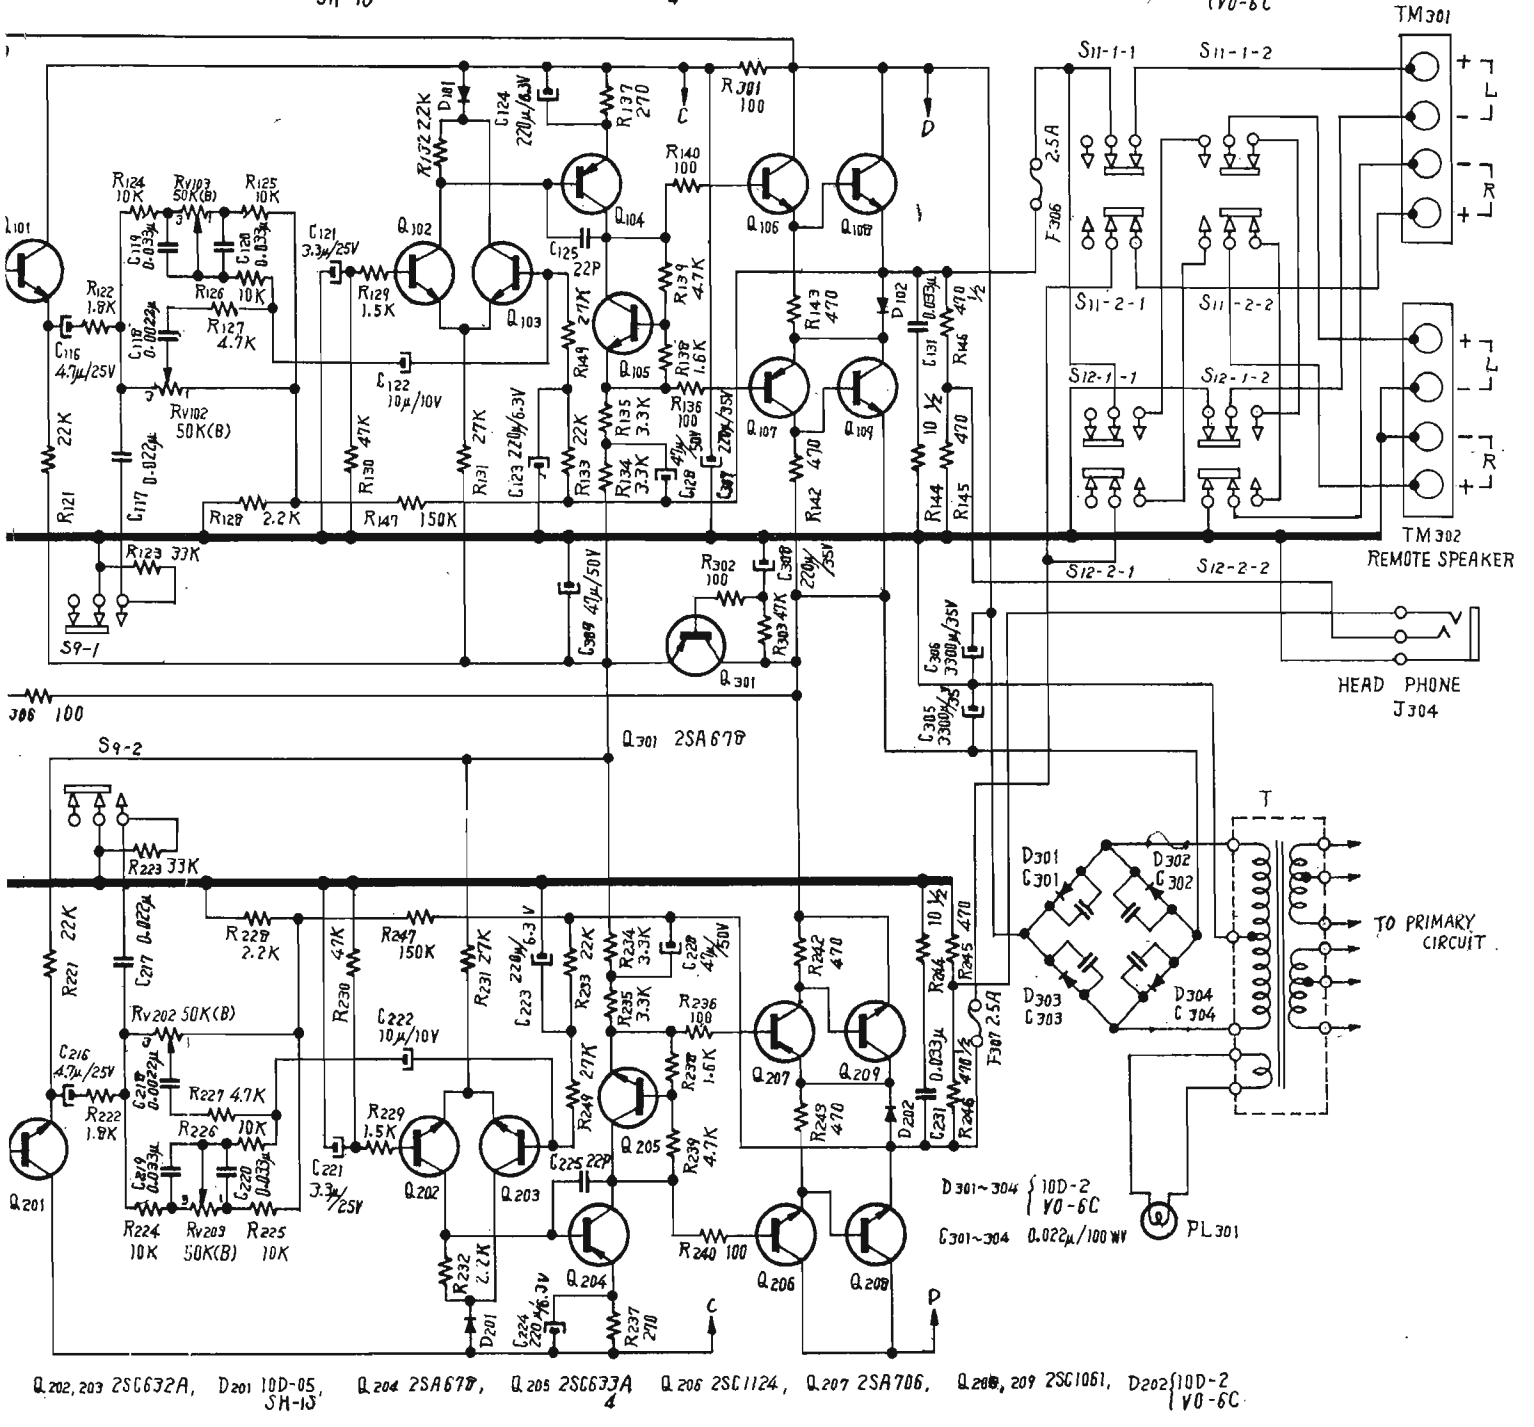 TM301
S11-1-1
S11-1-2
+
-
L
-
+
R
2.5A
F306
D101
C124
220μ/6.3V
R137
270
C
R301
100
D
R132 2.2K
R140
100
R124
10K
RV103
50K(B)
R125
10K
3
1
Q101
C119
0.033μ
C120
0.033μ
C121
3.3μ/25V
Q102
Q104
Q106
Q108
C125
22P
R122
1.8K
R126
10K
R129
1.5K
R139
4.7K
R127
4.7K
Q103
27K
R149
C118
0.0022μ
C116
4.7μ/25V
R143
470
D102
0.033μ
C131
470
1/2
R146
S11-2-1
S11-2-2
C122
10μ/10V
Q105
R138
1.6K
RV102
50K(B)
R136
100
Q107
Q109
S12-1-1
S12-1-2
+
-
L
-
+
R
22K
R121
0.022μ
C117
47K
R130
27K
R131
C123 220μ/6.3V
22K
R133
R135
3.3K
R134
3.3K
C128
47μ/50V
C307
220μ/35V
470
R142
10 1/2
R144
470
R145
R128
2.2K
R147
150K
R123 33K
S9-1
C309 47μ/50V
R302
100
C308
220μ/35V
R303 47K
Q301
TM302
REMOTE SPEAKER
S12-2-1
S12-2-2
C306
3300μ/35V
C305
3300μ/35
HEAD PHONE
J304
306 100
Q301 2SA678
S9-2
R223 33K
T
D301
C301
D302
C302
TO PRIMARY
CIRCUIT
22K
R221
0.022μ
C217
R228
2.2K
47K
R230
R247
150K
R231 27K
220μ/6.3V
C223
22K
R233
R234
3.3K
R235
3.3K
C228
47μ/50V
R242
470
10 1/2
R244
470
R245
D303
C303
D304
C304
F307 2.5A
RV202 50K(B)
C222
10μ/10V
R236
100
C216
4.7μ/25V
C218
0.0022μ
R222
1.8K
R227 4.7K
R226
10K
R229
1.5K
27K
R249
R238
1.6K
Q207
Q209
R243
470
D202
0.033μ
C231
470 1/2
R246
Q205
R239
4.7K
C219
0.033μ
C220
0.033μ
C221
3.3μ/25V
Q202
Q203
C225 22P
Q201
R224
10K
RV203
50K(B)
R225
10K
R232
2.2K
Q204
R240 100
Q206
Q208
D301~304 { 10D-2
VO-6C
C301~304 0.022μ/100WV
PL301
D201
C224
220μ/6.3V
R237
270
C
D
Q202,203 2SC632A, D201 10D-05, Q204 2SA678, Q205 2SC633A Q206 2SC1124, Q207 2SA706, Q208, 209 2SC1061, D202{10D-2
SH-1S
4
VO-6C